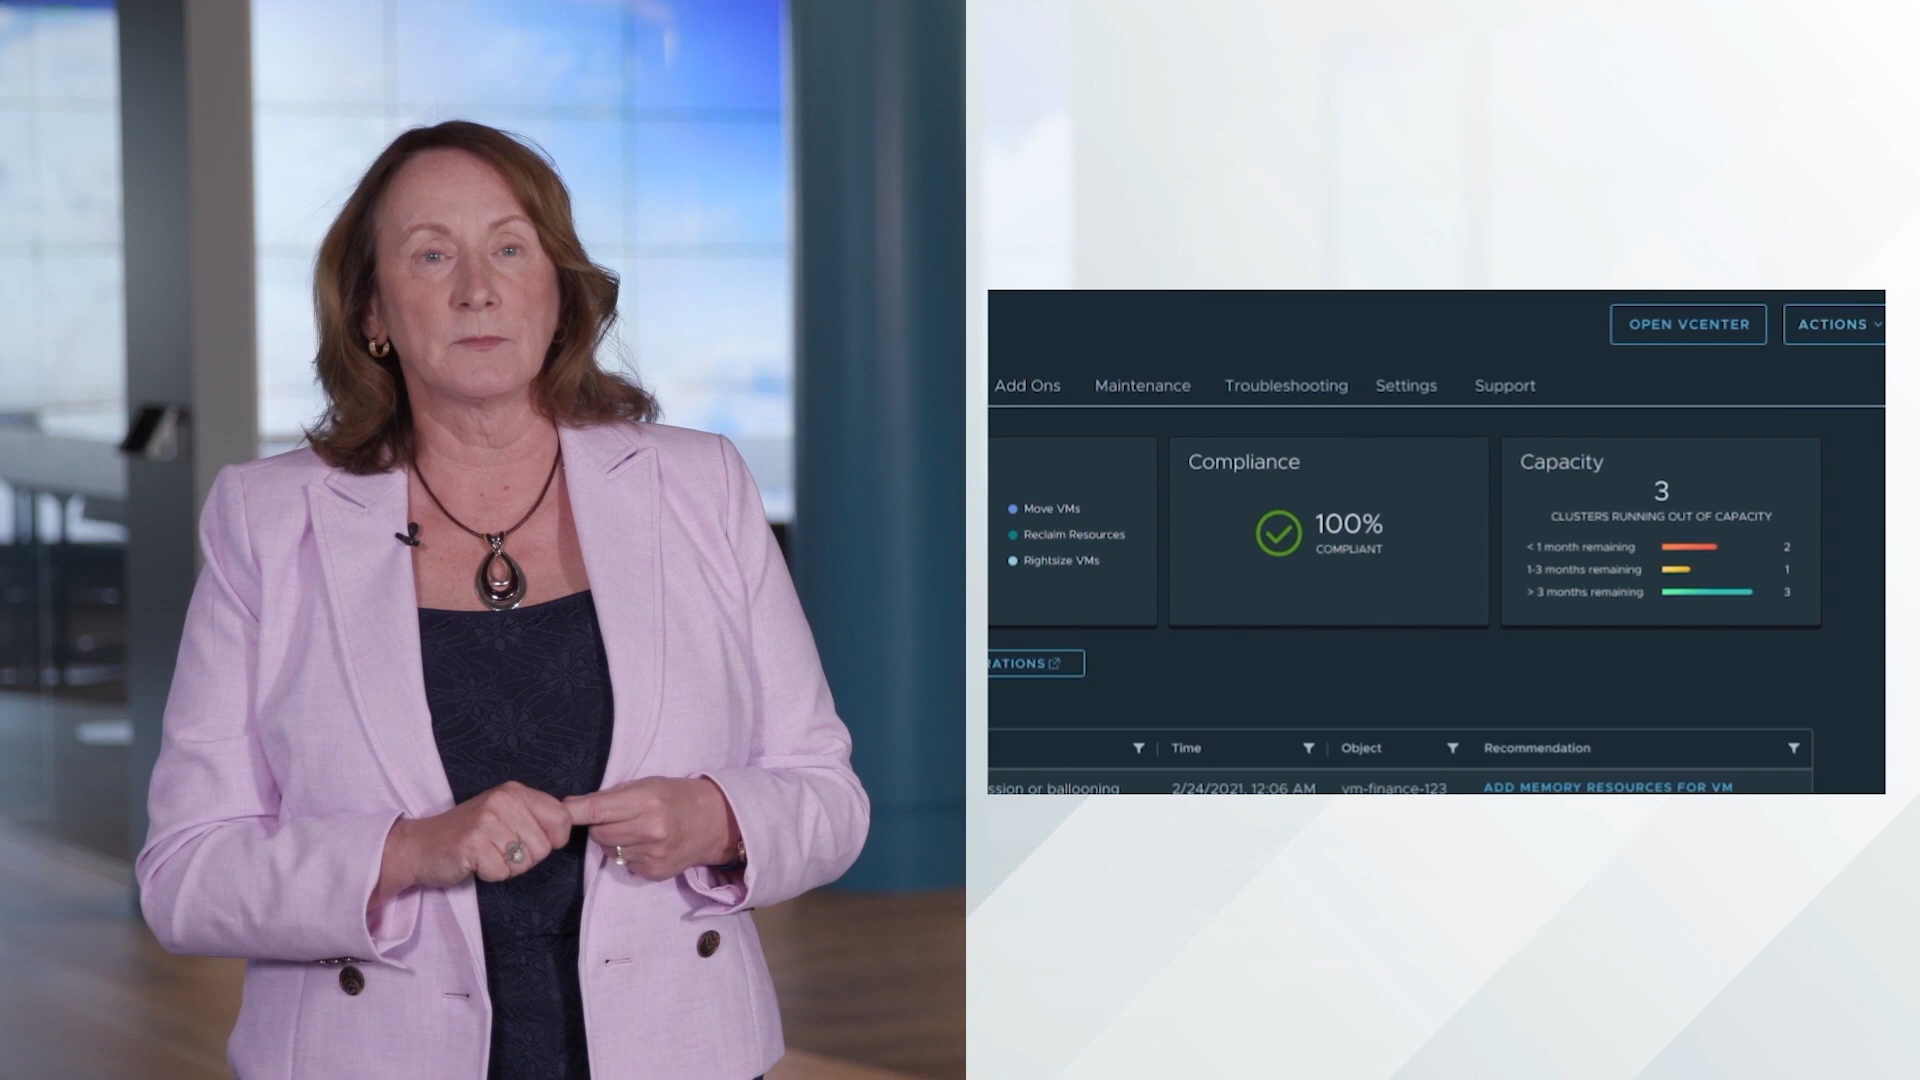 OPEN VCENTER
ACTIONS
Add Ons Maintenance Troubleshooting Settings Support
Move VMs
Reclaim Resources
Rightsize VMs
Compliance
100%
COMPLIANT
Capacity
3
CLUSTERS RUNNING OUT OF CAPACITY
< 1 month remaining 2
1-3 months remaining 1
> 3 months remaining 3
RATIONS
Time Object Recommendation
ssion or ballooning 2/24/2021, 12:06 AM vm-finance-123 ADD MEMORY RESOURCES FOR VM